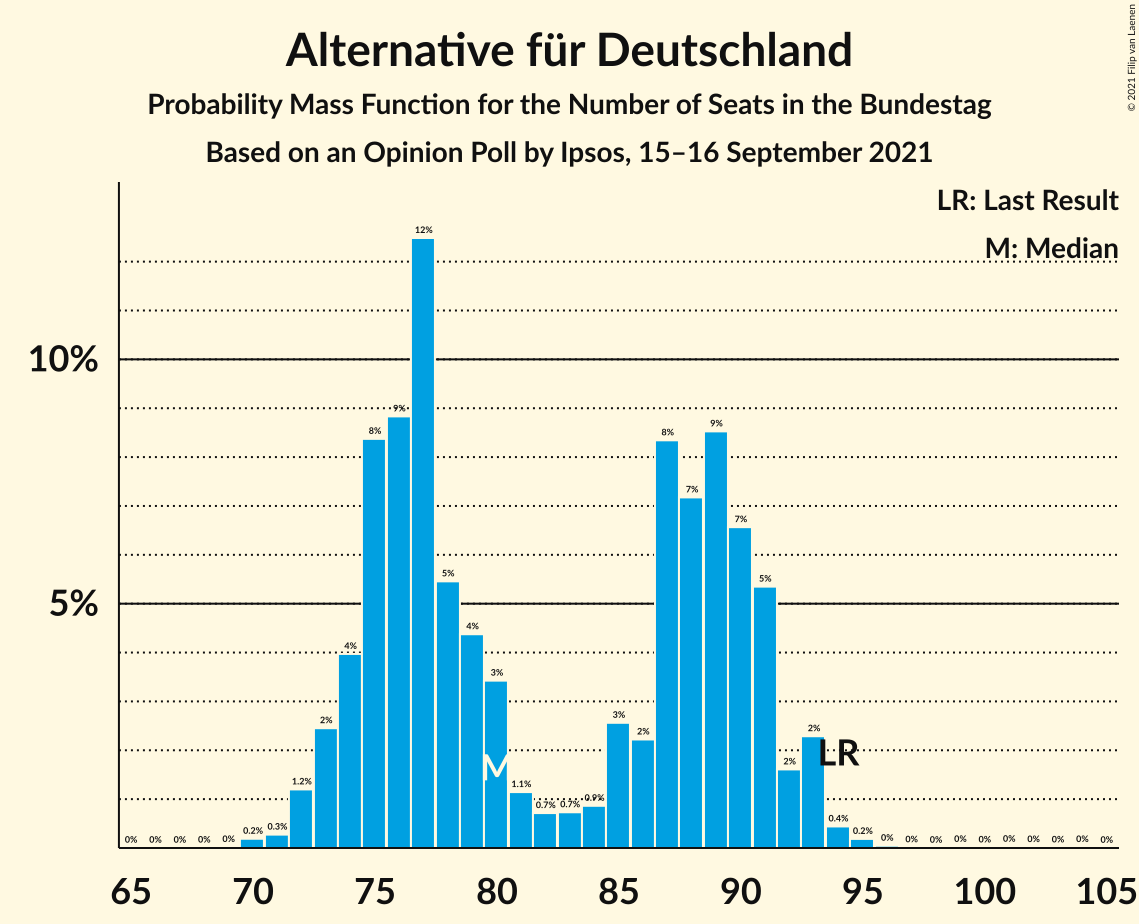 © 2021 Filip van Laenen
Alternative für Deutschland
Probability Mass Function for the Number of Seats in the Bundestag
Based on an Opinion Poll by Ipsos, 15–16 September 2021
LR: Last Result
M: Median
10%
5%
0% 0% 0% 0% 0% 0.2% 0.3% 1.2% 2% 4% 8% 9% 12% 5% 4% 3% 1.1% 0.7% 0.7% 0.9% 3% 2% 8% 7% 9% 7% 5% 2% 2% 0.4% 0.2% 0% 0% 0% 0% 0% 0% 0% 0% 0% 0%
M
LR
65 70 75 80 85 90 95 100 105